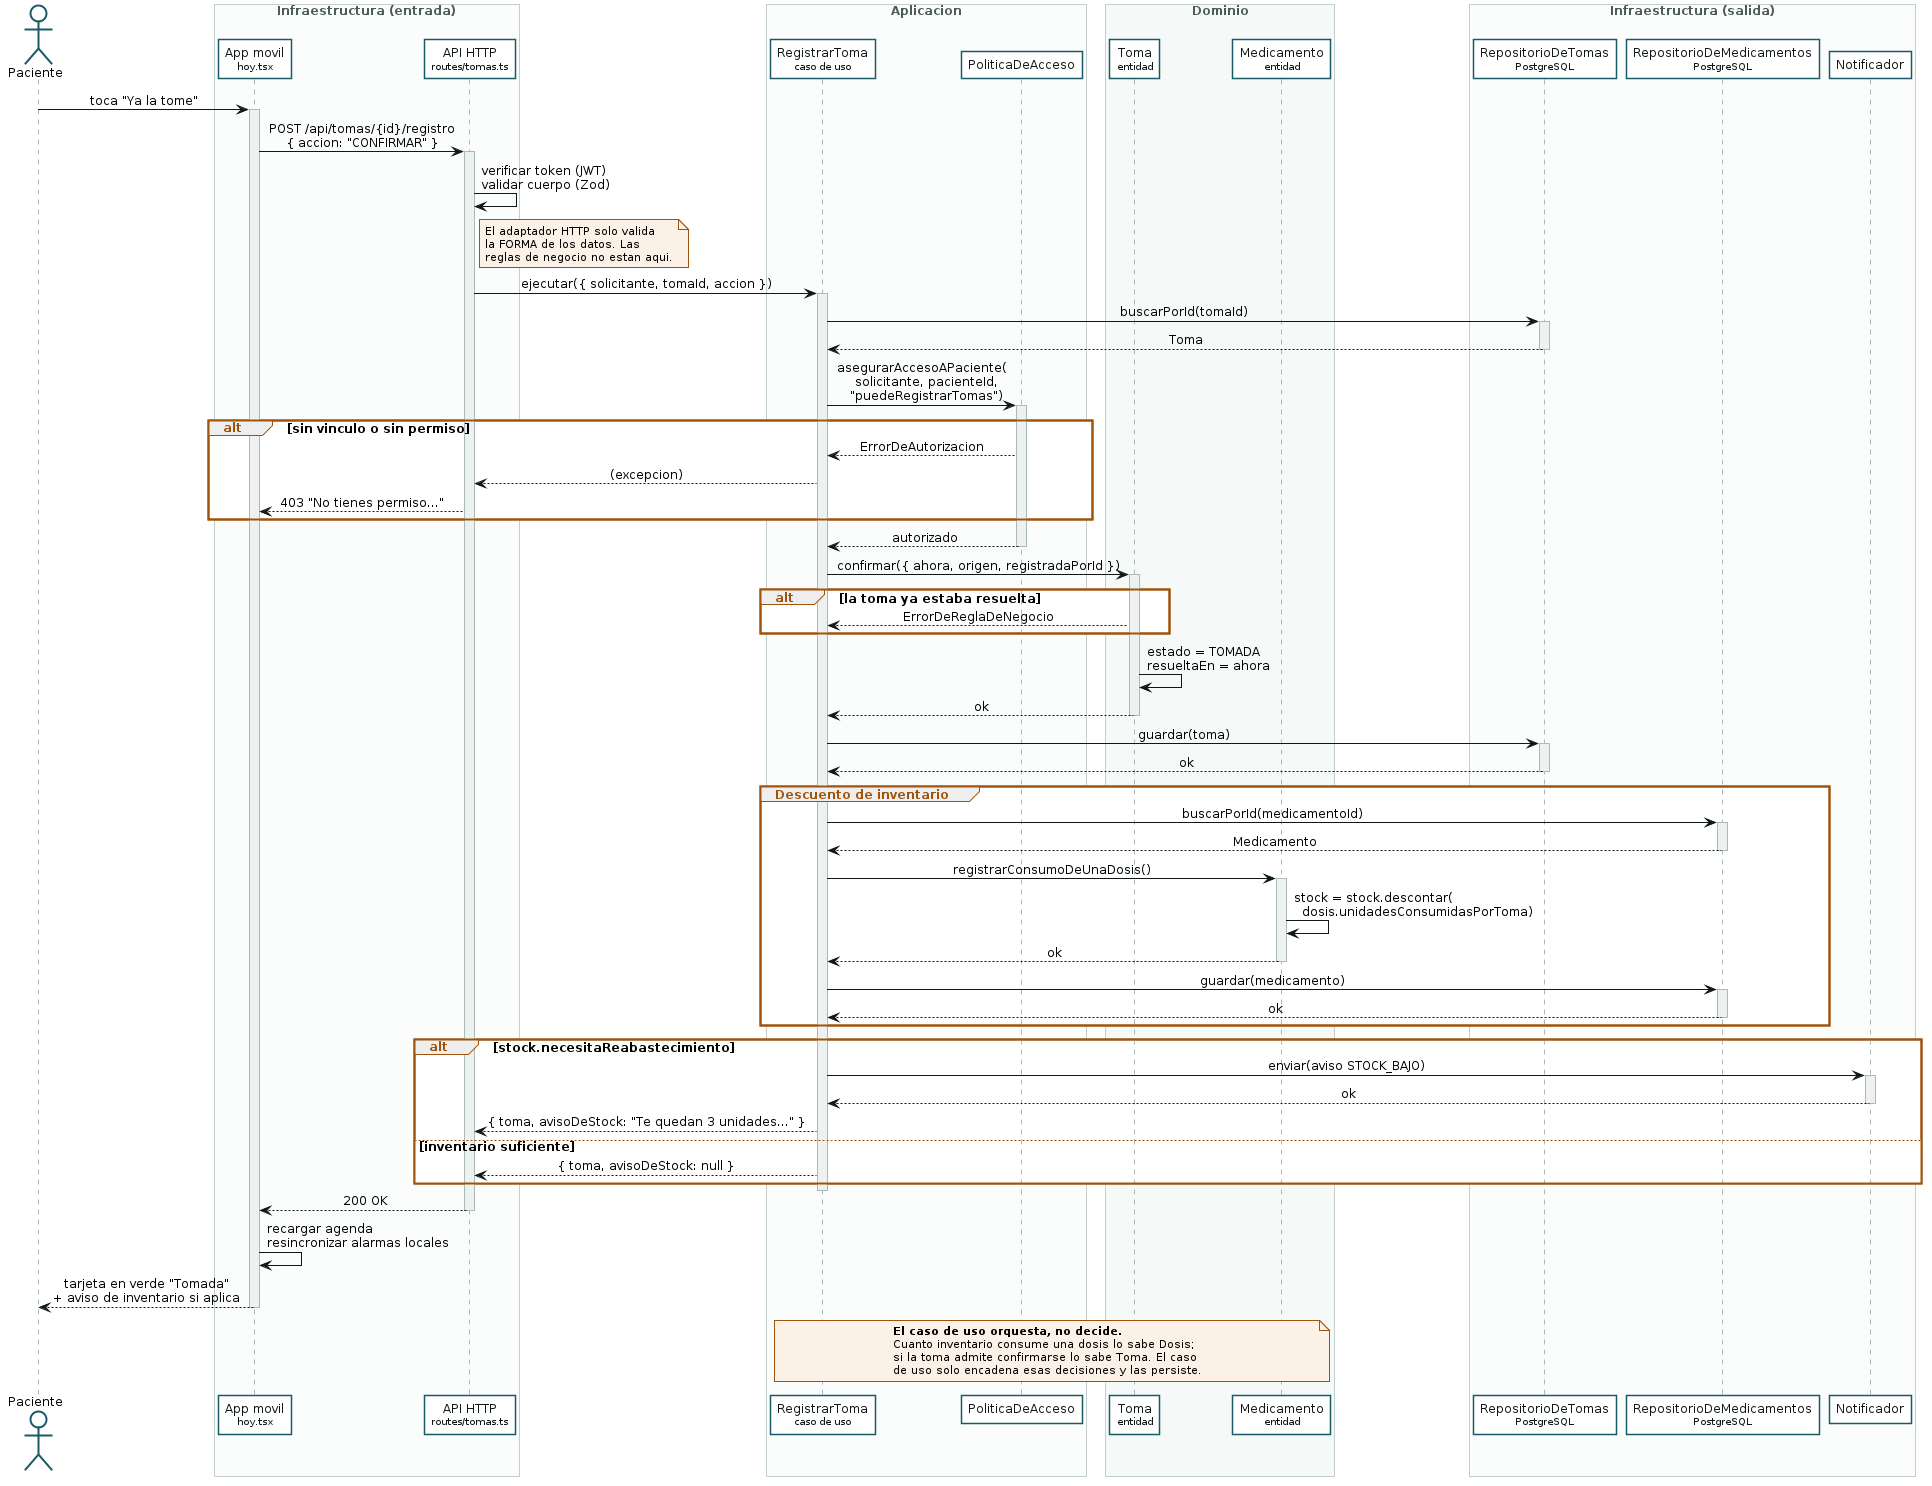 Infraestructura (entrada)
Aplicacion
Dominio
Infraestructura (salida)
Paciente
App movil
hoy.tsx
API HTTP
routes/tomas.ts
RegistrarToma
caso de uso
PoliticaDeAcceso
Toma
entidad
Medicamento
entidad
RepositorioDeTomas
PostgreSQL
RepositorioDeMedicamentos
PostgreSQL
Notificador
toca "Ya la tome"
POST /api/tomas/{id}/registro
{ accion: "CONFIRMAR" }
verificar token (JWT)
validar cuerpo (Zod)
El adaptador HTTP solo valida
la FORMA de los datos. Las
reglas de negocio no estan aqui.
ejecutar({ solicitante, tomaId, accion })
buscarPorId(tomaId)
Toma
asegurarAccesoAPaciente(
solicitante, pacienteId,
"puedeRegistrarTomas")
alt
[sin vinculo o sin permiso]
ErrorDeAutorizacion
(excepcion)
403 "No tienes permiso..."
autorizado
confirmar({ ahora, origen, registradaPorId })
alt
[la toma ya estaba resuelta]
ErrorDeReglaDeNegocio
estado = TOMADA
resueltaEn = ahora
ok
guardar(toma)
ok
Descuento de inventario
buscarPorId(medicamentoId)
Medicamento
registrarConsumoDeUnaDosis()
stock = stock.descontar(
dosis.unidadesConsumidasPorToma)
ok
guardar(medicamento)
ok
alt
[stock.necesitaReabastecimiento]
enviar(aviso STOCK_BAJO)
ok
{ toma, avisoDeStock: "Te quedan 3 unidades..." }
[inventario suficiente]
{ toma, avisoDeStock: null }
200 OK
recargar agenda
resincronizar alarmas locales
tarjeta en verde "Tomada"
+ aviso de inventario si aplica
El caso de uso orquesta, no decide.
Cuanto inventario consume una dosis lo sabe Dosis;
si la toma admite confirmarse lo sabe Toma. El caso
de uso solo encadena esas decisiones y las persiste.
Paciente
App movil
hoy.tsx
API HTTP
routes/tomas.ts
RegistrarToma
caso de uso
PoliticaDeAcceso
Toma
entidad
Medicamento
entidad
RepositorioDeTomas
PostgreSQL
RepositorioDeMedicamentos
PostgreSQL
Notificador